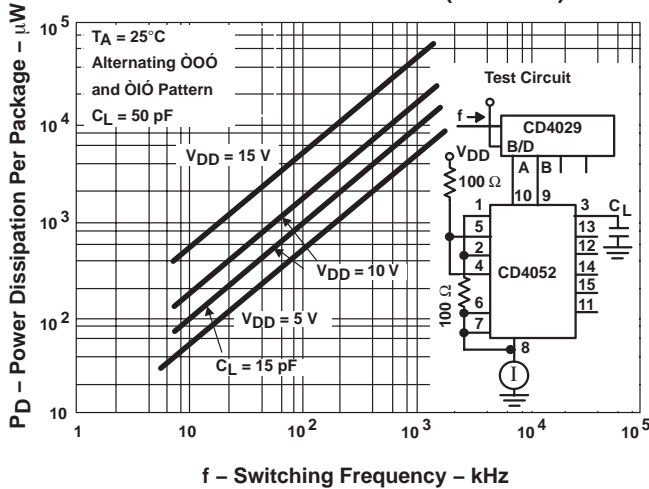 10⁵
10⁴
10³
10²
10
P_D – Power Dissipation Per Package – µW
T_A = 25°C
Alternating ÒOÓ
and ÒIÓ Pattern
C_L = 50 pF
V_DD = 15 V
V_DD = 10 V
V_DD = 5 V
C_L = 15 pF
Test Circuit
f
CD4029
B/D
V_DD
A B
100 Ω
10 9
1
5
2
4
6
7
3
13
12
14
15
11
C_L
CD4052
100 Ω
8
I
1 10 10² 10³ 10⁴ 10⁵
f – Switching Frequency – kHz